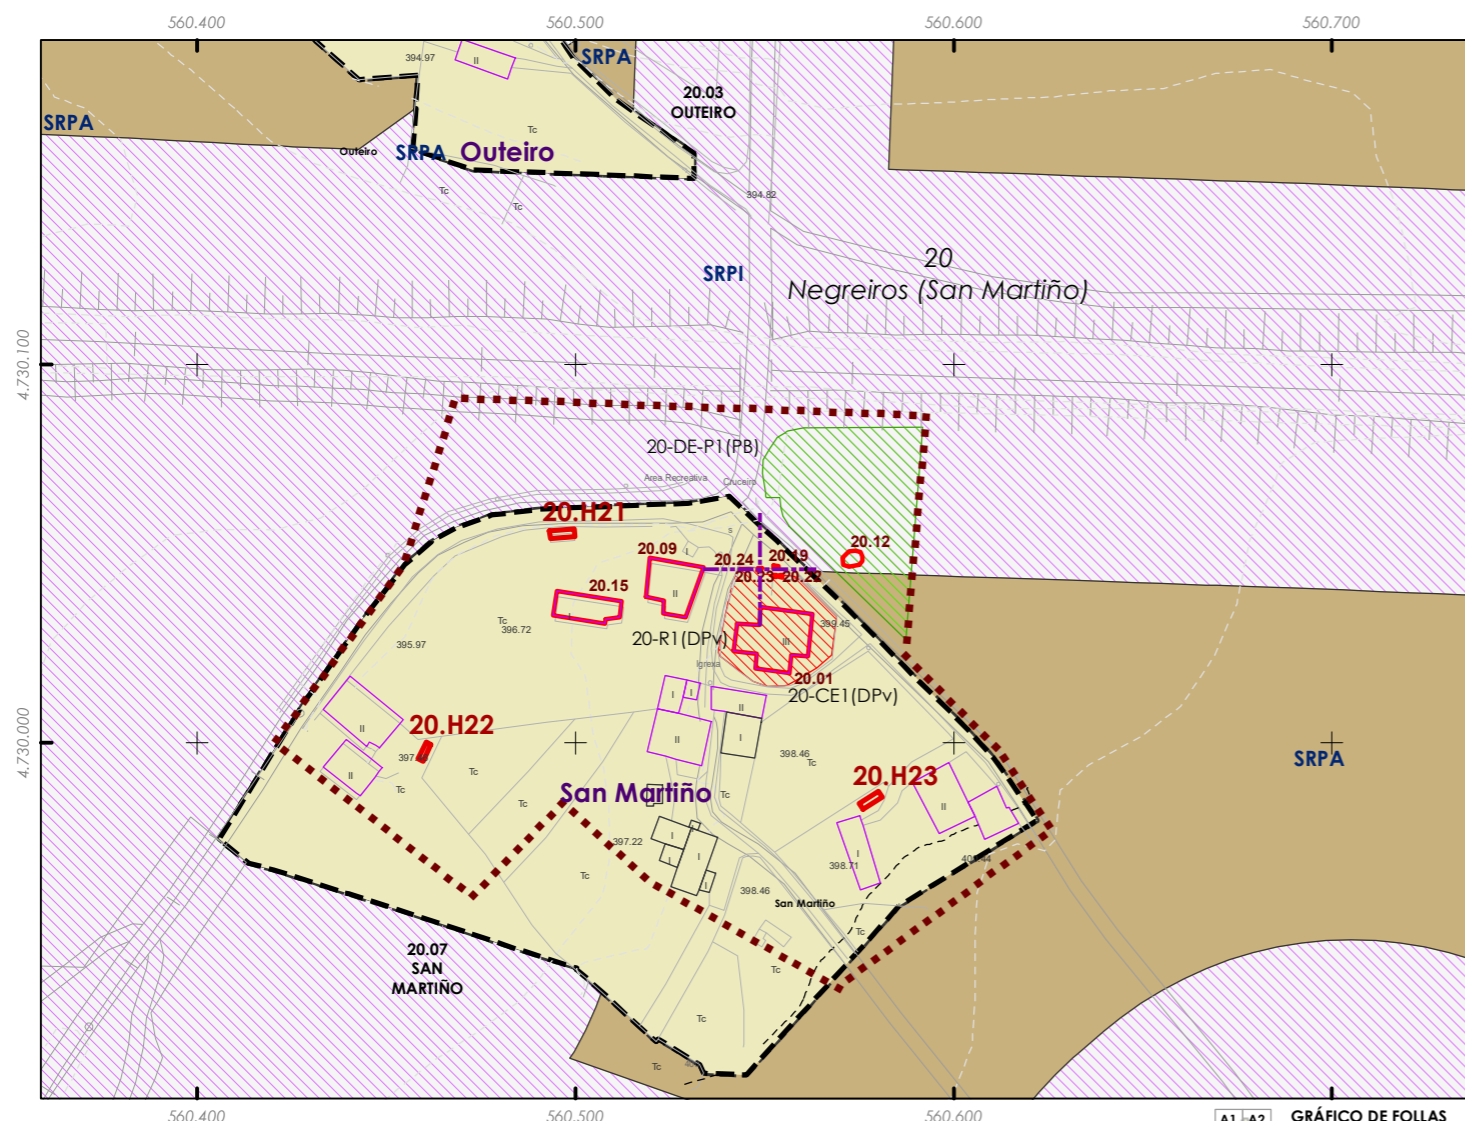 560.400
560.500
560.600
560.700
394.97
II
SRPA
20.03
OUTEIRO
SRPA
Tc
Outeiro
SRPA
Outeiro
Tc
Tc
394.82
SRPI
20
Negreiros (San Martiño)
4.730.100
20-DE-P1(PB)
Area Recreativa
Cruceiro
20.H21
s
20.09
I
20.24
20.19
20.12
20.23
20.22
20.15
II
I
Tc
396.72
20-R1(DPv)
399.45
III
395.97
Igrexa
20.01
20-CE1(DPv)
I
I
II
20.H22
II
II
I
398.46
4.730.000
SRPA
II
Tc
Tc
20.H23
Tc
Tc
San Martiño
Tc
II
I
397.22
I
I
I
I
398.71
Tc
398.46
San Martiño
Tc
20.07
SAN
MARTIÑO
Tc
Tc
Tc
560.400
560.500
560.600
A1 A2
GRÁFICO DE FOLLAS